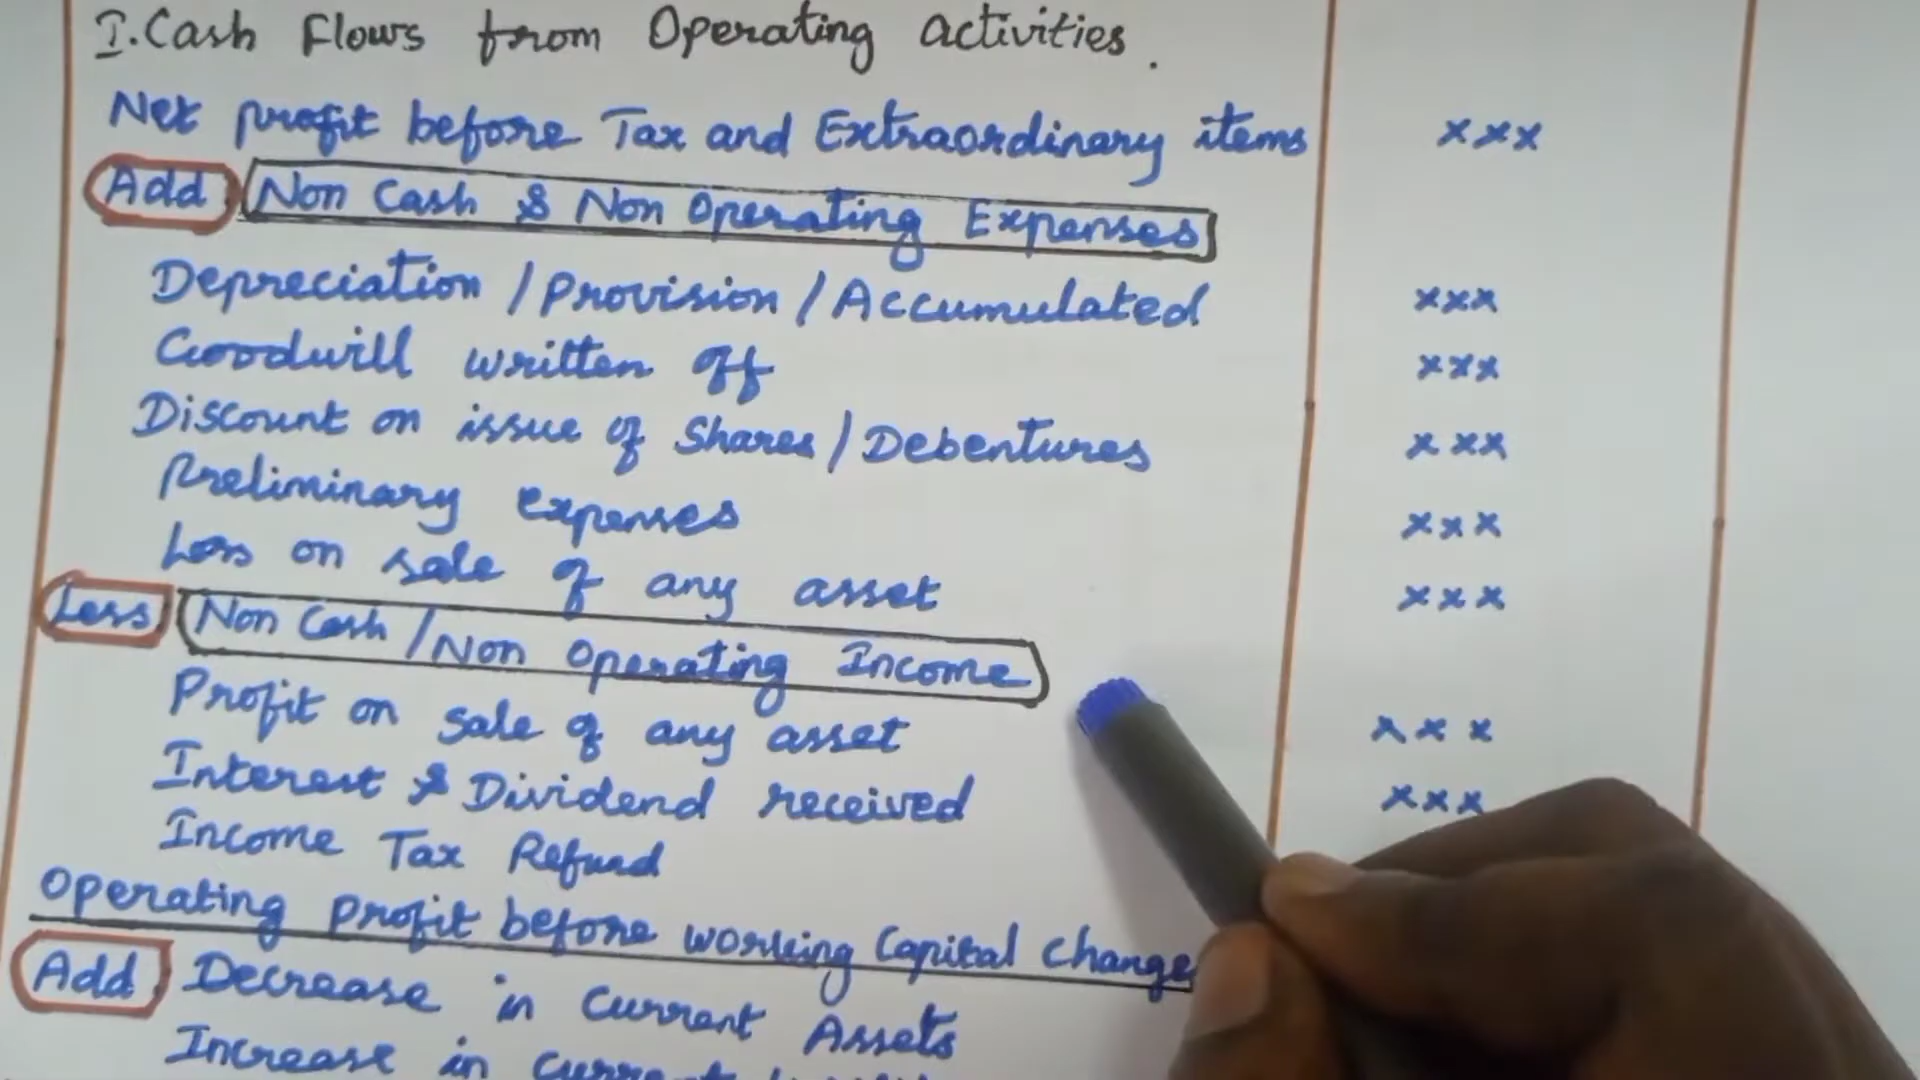 I. Cash Flows from Operating activities.
Net profit before Tax and Extraordinary items xxx
Add Non Cash & Non Operating Expenses
Depreciation / Provision / Accumulated xxx
Goodwill written off xxx
Discount on issue of Shares / Debentures xxx
Preliminary expenses xxx
Loss on sale of any asset xxx
Less Non Cash / Non Operating Income
Profit on sale of any asset xxx
Interest & Dividend received xxx
Income Tax Refund
Operating profit before working Capital Change
Add Decrease in Current Assets
Increase in Current